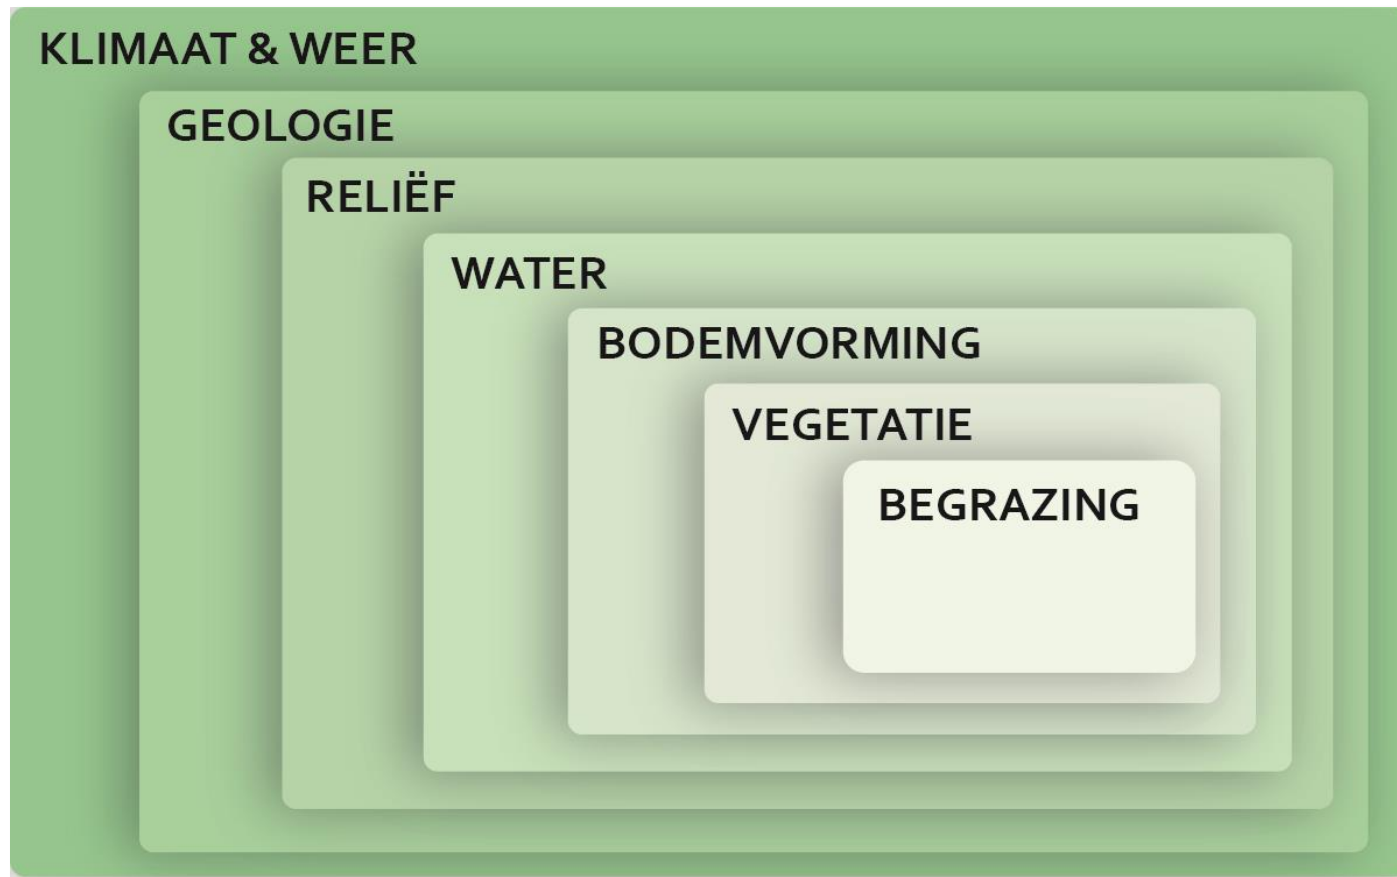 KLIMAAT & WEER
GEOLOGIE
RELIËF
WATER
BODEMVORMING
VEGETATIE
BEGRAZING